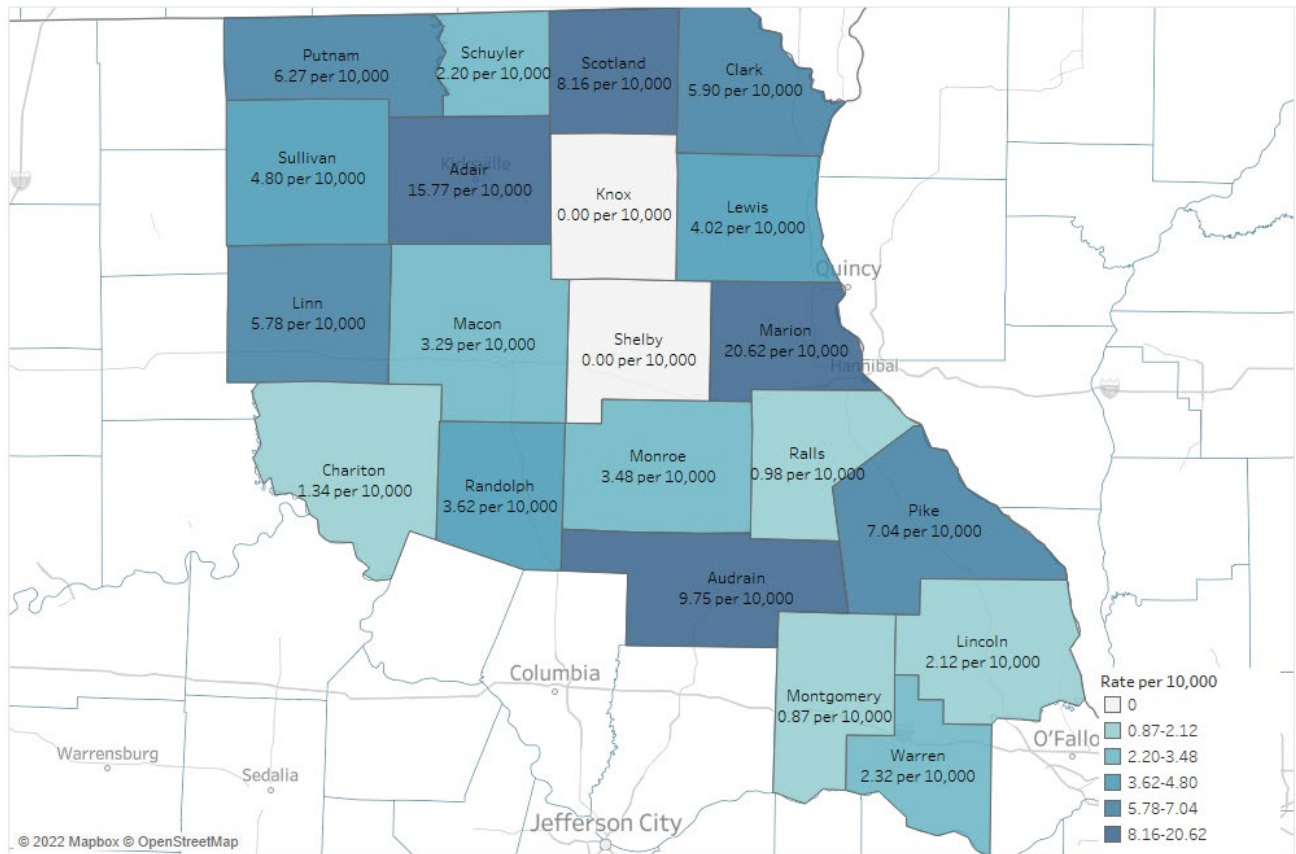 Putnam
6.27 per 10,000
Schuyler
2.20 per 10,000
Scotland
8.16 per 10,000
Clark
5.90 per 10,000
Sullivan
4.80 per 10,000
Kirksville
Adair
15.77 per 10,000
Knox
0.00 per 10,000
Lewis
4.02 per 10,000
Quincy
Linn
5.78 per 10,000
Macon
3.29 per 10,000
Shelby
0.00 per 10,000
Marion
20.62 per 10,000
Hannibal
Chariton
1.34 per 10,000
Randolph
3.62 per 10,000
Monroe
3.48 per 10,000
Ralls
0.98 per 10,000
Pike
7.04 per 10,000
Audrain
9.75 per 10,000
Lincoln
2.12 per 10,000
Columbia
Montgomery
0.87 per 10,000
Warren
2.32 per 10,000
O'Fallo
Warrensburg
Sedalia
Jefferson City
Rate per 10,000
0
0.87-2.12
2.20-3.48
3.62-4.80
5.78-7.04
8.16-20.62
© 2022 Mapbox © OpenStreetMap